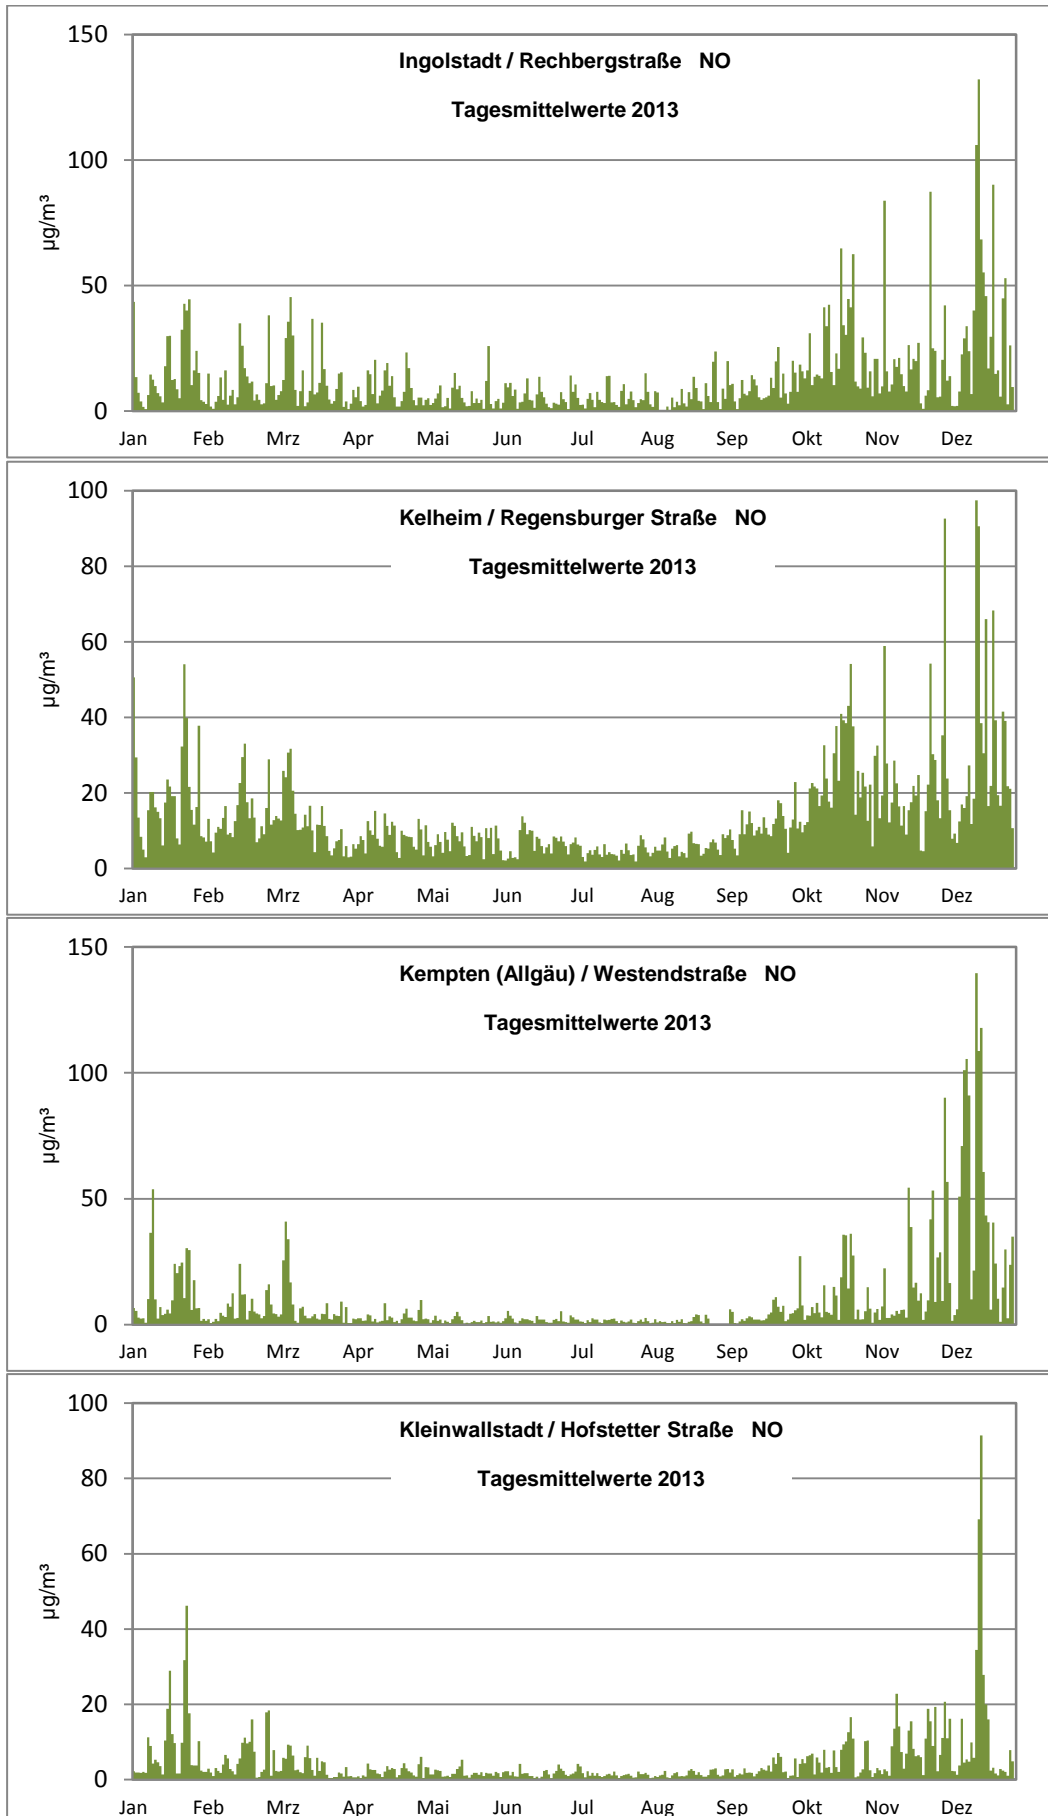 Ingolstadt / Rechbergstraße NO
Tagesmittelwerte 2013
µg/m³
150
100
50
0
Jan Feb Mrz Apr Mai Jun Jul Aug Sep Okt Nov Dez
Kelheim / Regensburger Straße NO
Tagesmittelwerte 2013
µg/m³
100
80
60
40
20
0
Jan Feb Mrz Apr Mai Jun Jul Aug Sep Okt Nov Dez
Kempten (Allgäu) / Westendstraße NO
Tagesmittelwerte 2013
µg/m³
150
100
50
0
Jan Feb Mrz Apr Mai Jun Jul Aug Sep Okt Nov Dez
Kleinwallstadt / Hofstetter Straße NO
Tagesmittelwerte 2013
µg/m³
100
80
60
40
20
0
Jan Feb Mrz Apr Mai Jun Jul Aug Sep Okt Nov Dez